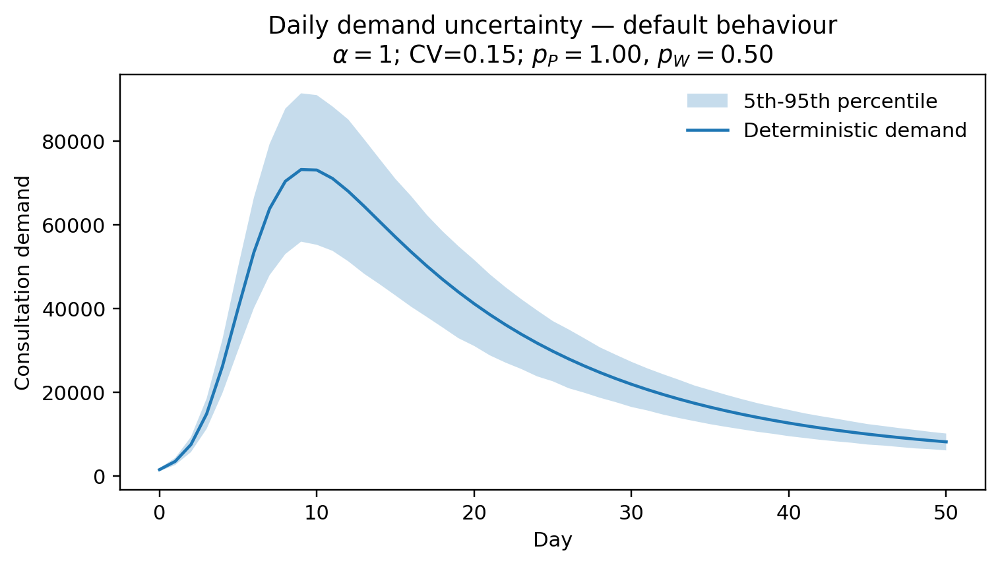 Daily demand uncertainty — default behaviour
α = 1; CV=0.15; p_P = 1.00, p_W = 0.50
5th-95th percentile
Deterministic demand
Consultation demand
80000
60000
40000
20000
0
0 10 20 30 40 50
Day